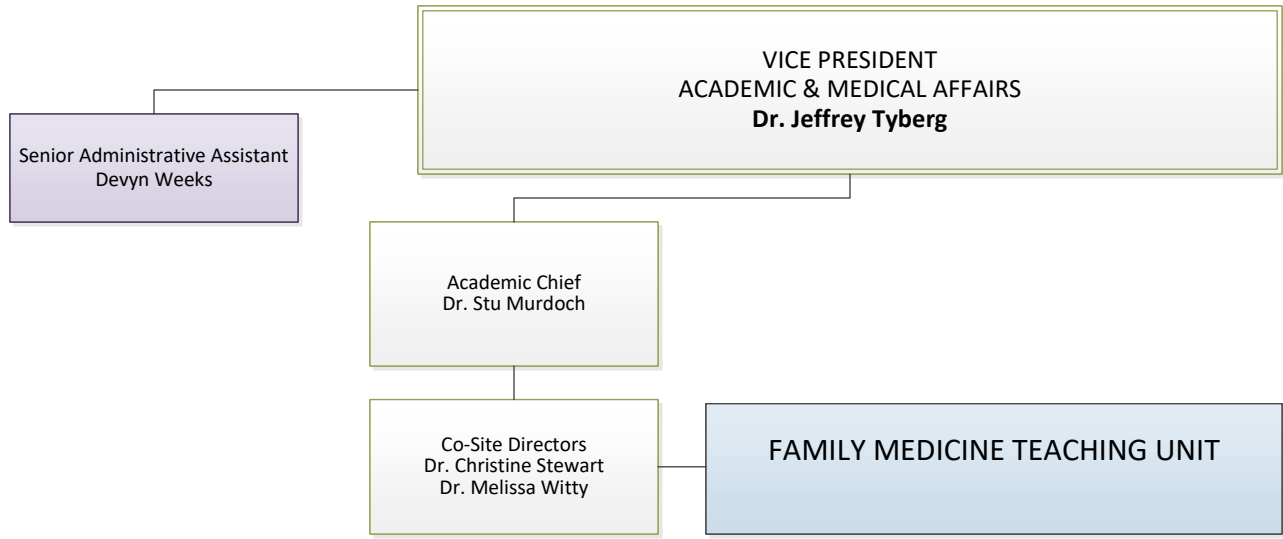 VICE PRESIDENT
ACADEMIC & MEDICAL AFFAIRS
Dr. Jeffrey Tyberg
Senior Administrative Assistant
Devyn Weeks
Academic Chief
Dr. Stu Murdoch
Co-Site Directors
Dr. Christine Stewart
Dr. Melissa Witty
FAMILY MEDICINE TEACHING UNIT